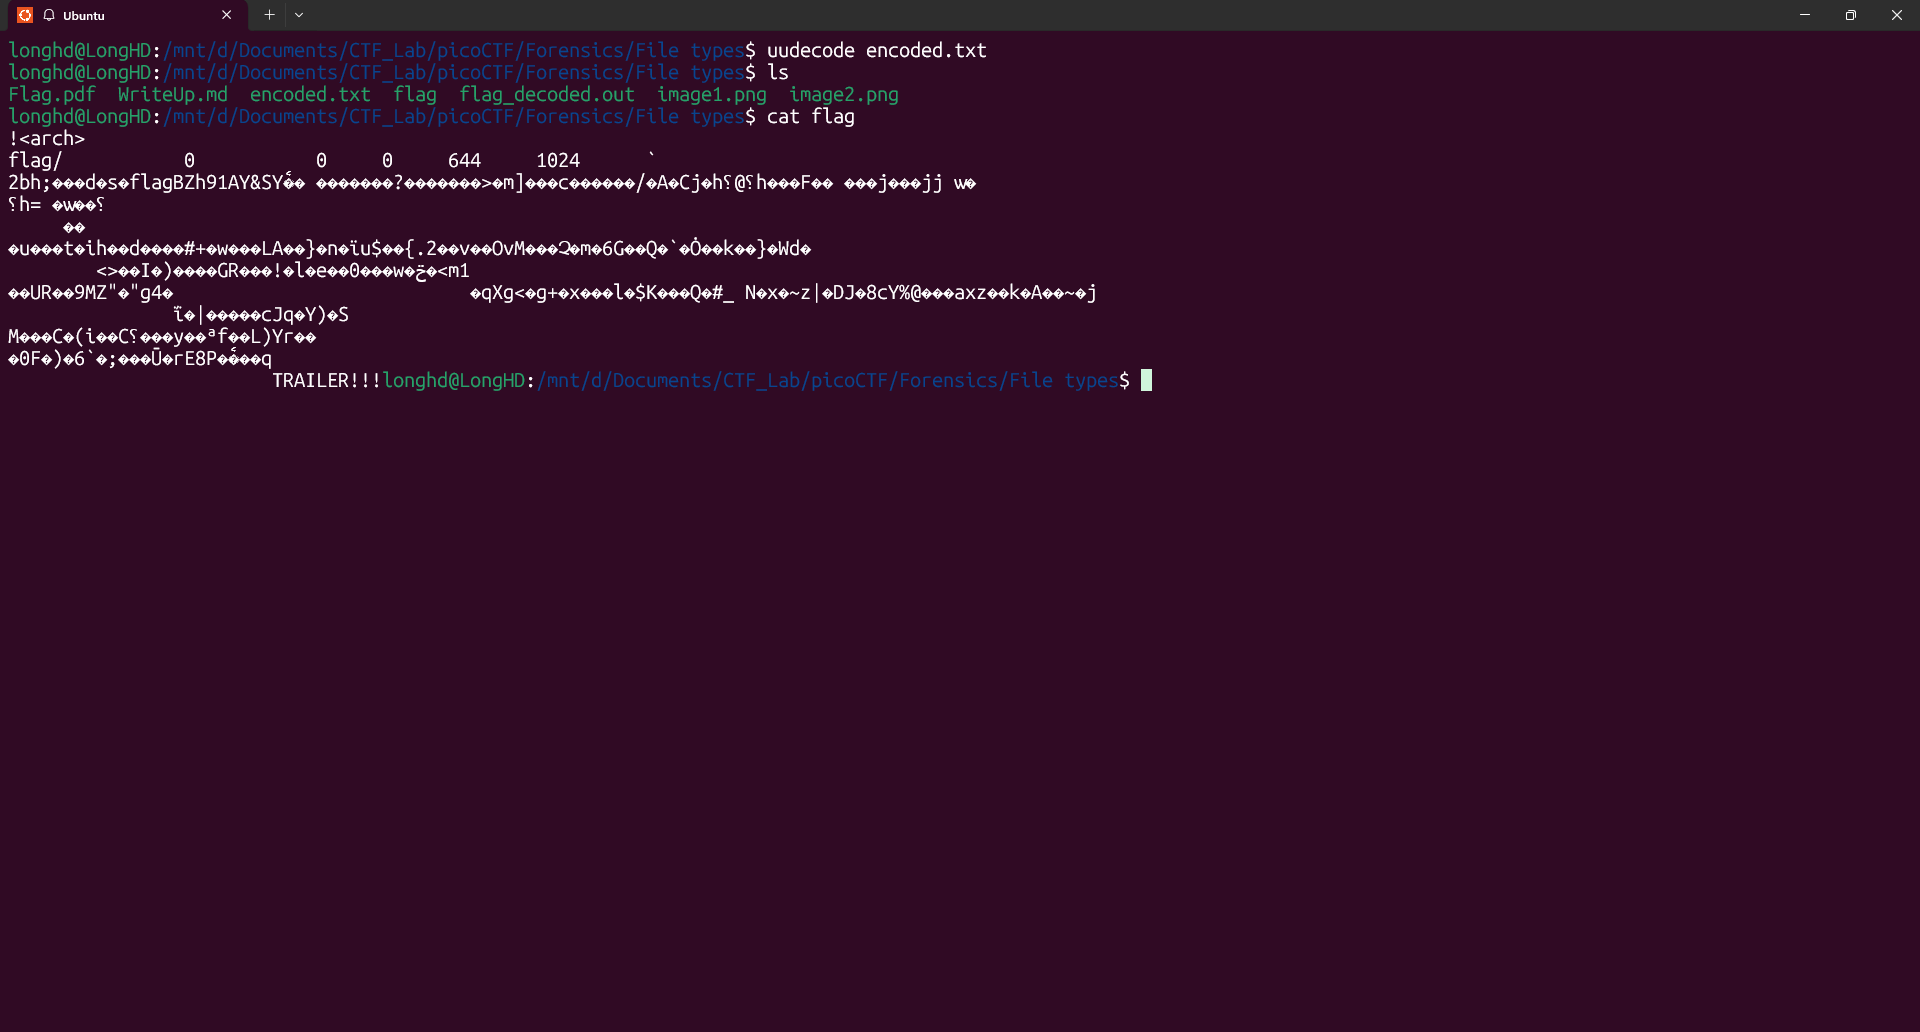 Ubuntu
longhd@LongHD:/mnt/d/Documents/CTF_Lab/picoCTF/Forensics/File types$ uudecode encoded.txt
longhd@LongHD:/mnt/d/Documents/CTF_Lab/picoCTF/Forensics/File types$ ls
Flag.pdf  WriteUp.md  encoded.txt  flag  flag_decoded.out  image1.png  image2.png
longhd@LongHD:/mnt/d/Documents/CTF_Lab/picoCTF/Forensics/File types$ cat flag
!<arch>
flag/           0           0     0     644     1024      `
2bh;���d�s�flagBZh91AY&SY�� �������?�������>�m]���c������/�A�Cj�h⸮@⸮h���F�� ���j���jj w�
⸮h= �w��⸮
��
�u���t�ih��d����#+�w���LA��}�n�ïu$��{.2��v��OvM���Ձ�m�6G��Q�`�Ȯ��k��}�Wd�
<>��I�)����GR���!�l�e��0���w�ݗ�<m1
��UR��9MZ"�"g4�                           �qXg<�g+�x���l�$K���Q�#_ N�x�~z|�DJ�8cY%@���axz��k�A��~�j
�|�����cJq�Y)�S
M���C�(i��C⸮���y��ªf��L)Yr��
�0F�)�6`�;���Ū�rE8P����q
TRAILER!!!longhd@LongHD:/mnt/d/Documents/CTF_Lab/picoCTF/Forensics/File types$